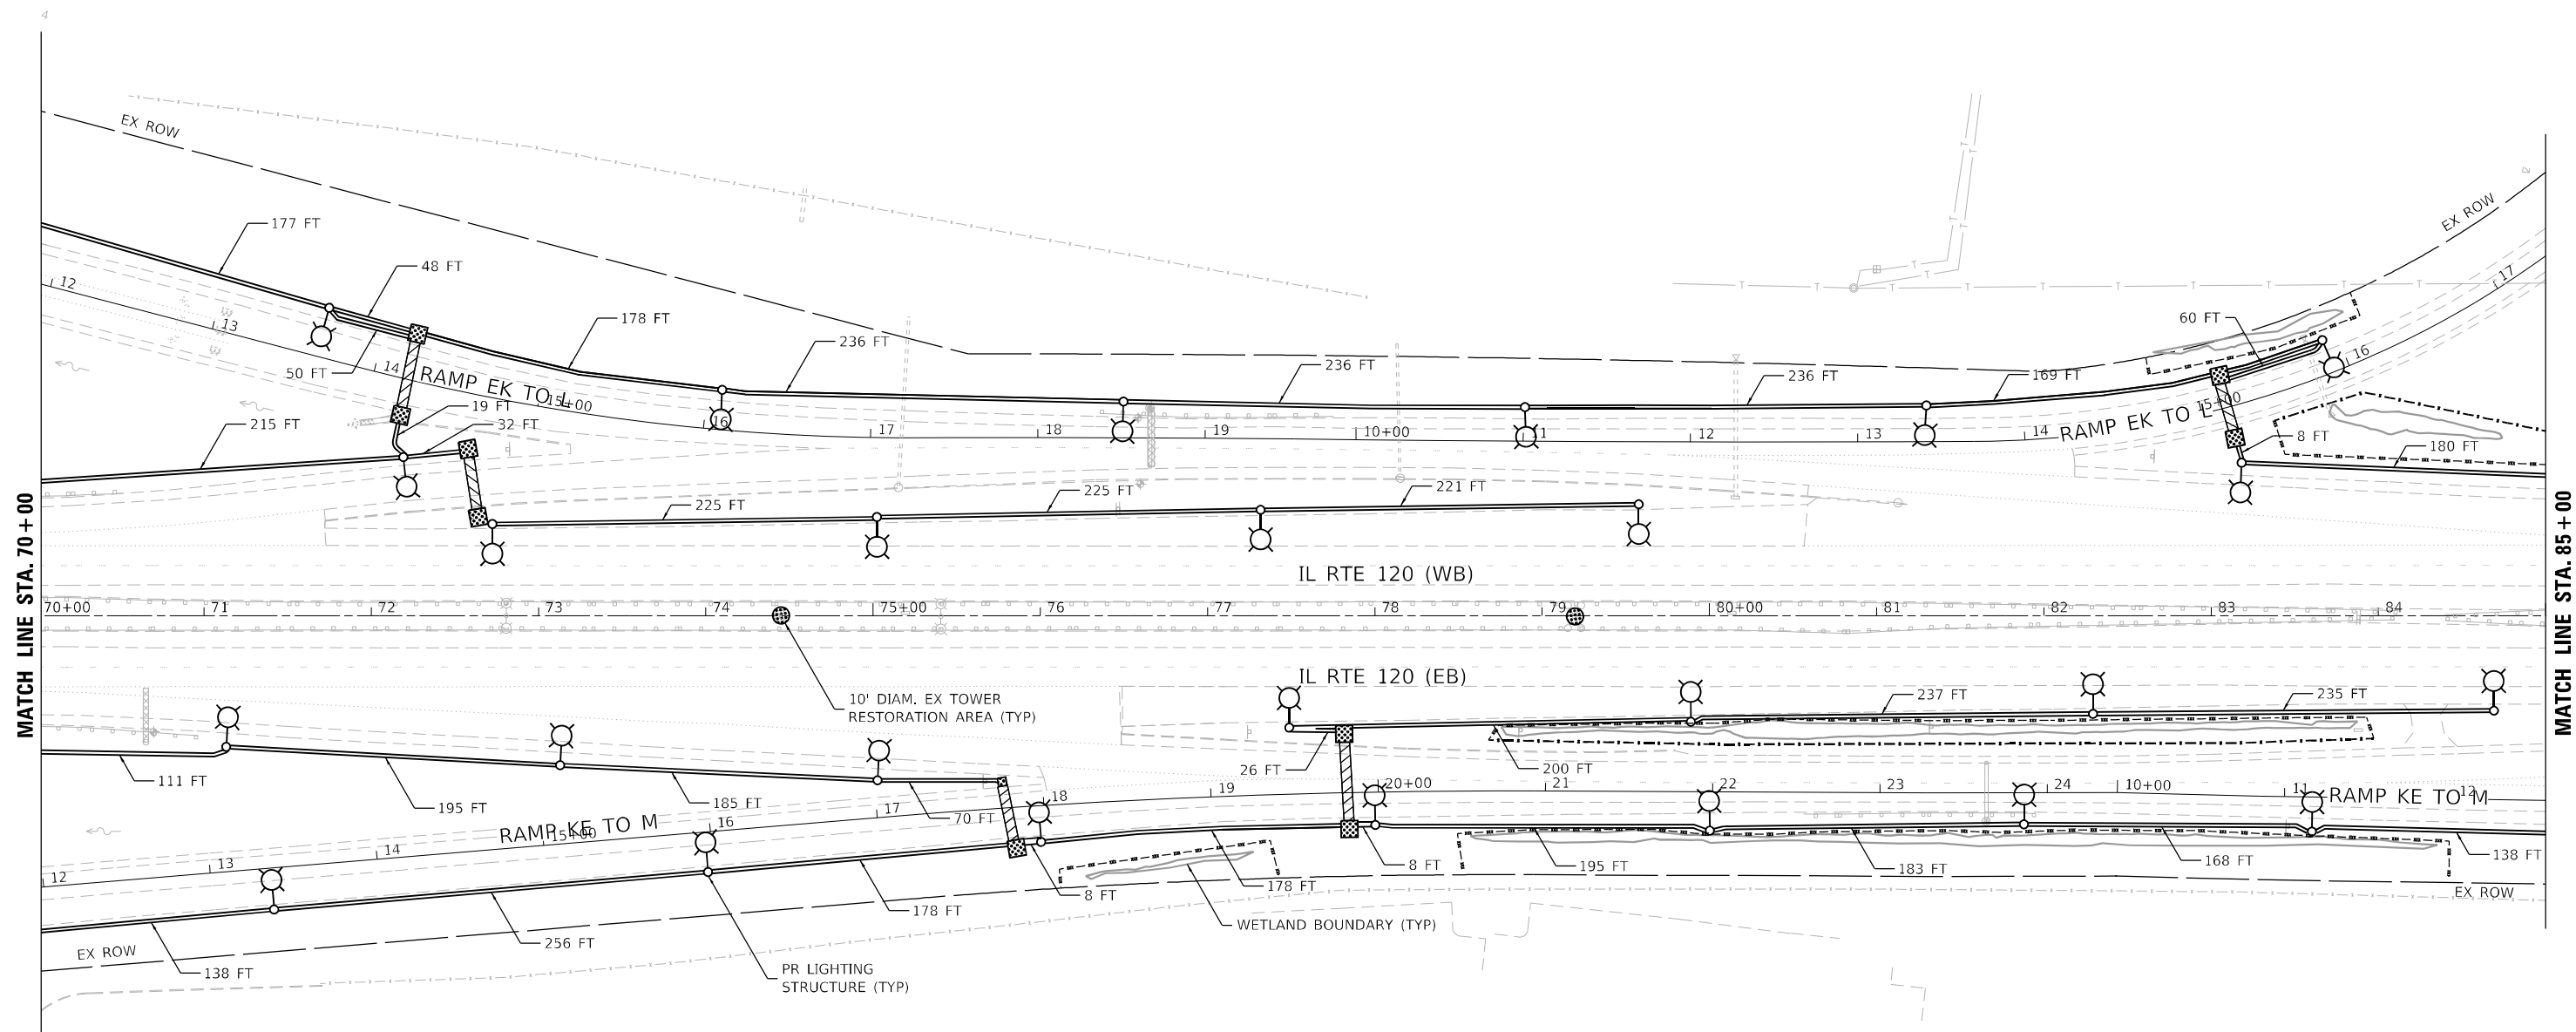 4
EX ROW
177 FT
48 FT
12
13
178 FT
50 FT
14
RAMP EK TO L
15+00
236 FT
236 FT
236 FT
169 FT
60 FT
EX ROW
17
16
19 FT
32 FT
215 FT
16
17
18
19
10+00
11
12
13
14
RAMP EK TO L
15+00
8 FT
180 FT
225 FT
225 FT
221 FT
MATCH LINE STA. 70+00
MATCH LINE STA. 85+00
IL RTE 120 (WB)
70+00
71
72
73
74
75+00
76
77
78
79
80+00
81
82
83
84
IL RTE 120 (EB)
10' DIAM. EX TOWER
RESTORATION AREA (TYP)
237 FT
235 FT
111 FT
195 FT
185 FT
70 FT
26 FT
200 FT
12
13
14
RAMP KE TO M
15+00
16
17
18
19
20+00
21
22
23
24
10+00
11
RAMP KE TO M
12
138 FT
8 FT
195 FT
183 FT
168 FT
178 FT
8 FT
178 FT
256 FT
138 FT
EX ROW
EX ROW
WETLAND BOUNDARY (TYP)
PR LIGHTING
STRUCTURE (TYP)